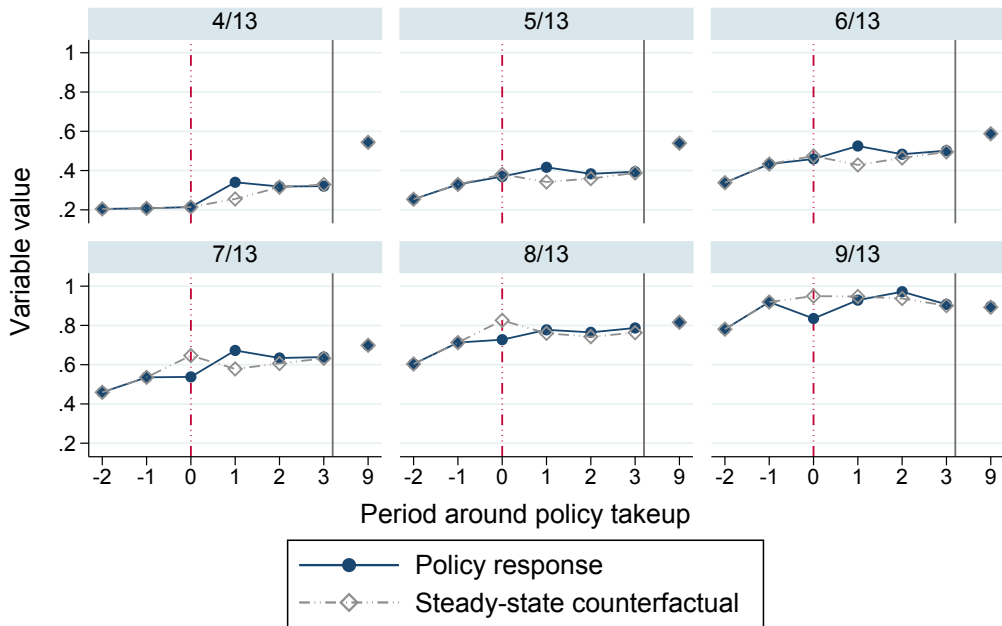 4/13 5/13 6/13
1
.8
.6
.4
.2
7/13 8/13 9/13
1
.8
.6
.4
.2
Variable value
-2 -1 0 1 2 3 9 -2 -1 0 1 2 3 9 -2 -1 0 1 2 3 9
Period around policy takeup
Policy response
Steady-state counterfactual